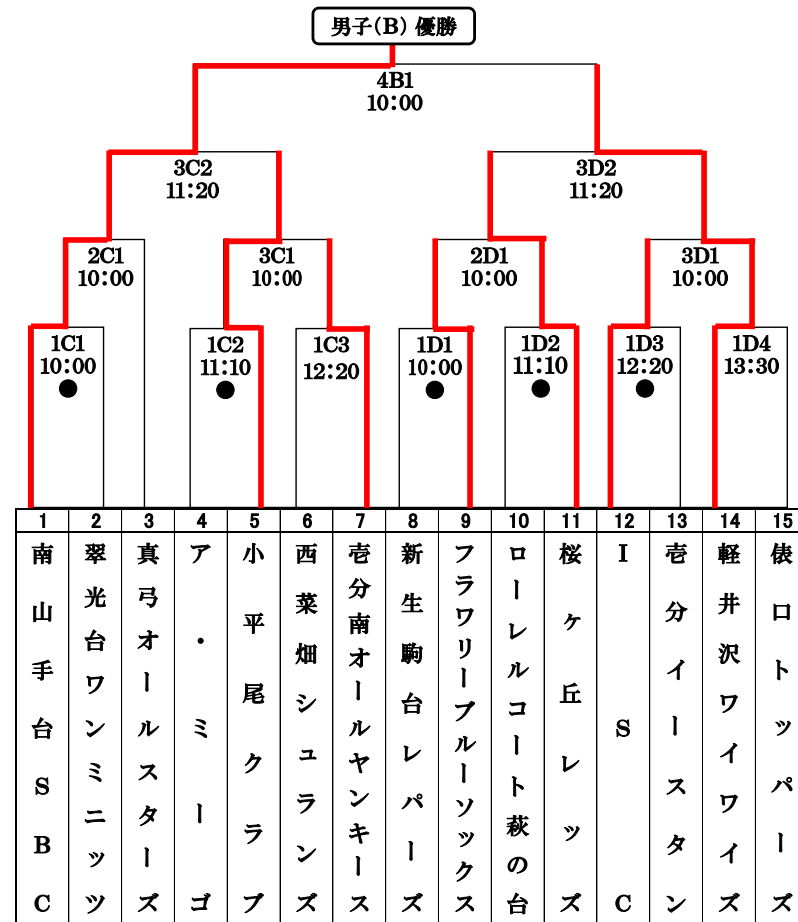 男子（B）優勝
4B1
10：00
3C2
11：20
3D2
11：20
2C1
10：00
3C1
10：00
2D1
10：00
3D1
10：00
1C1
10：00
●
1C2
11：10
●
1C3
12：20
1D1
10：00
●
1D2
11：10
●
1D3
12：20
●
1D4
13：30
1 2 3 4 5 6 7 8 9 10 11 12 13 14 15
南山手台SBC
翠光台ワンミニッツ
真弓オールスターズ
ア・ミーゴ
小平尾クラブ
西菜畑シュランズ
壱分南オールヤンキース
新生駒台レパーズ
フラワリーブルーソックス
ローレルコート萩の台
桜ヶ丘レッズ
ISC
壱分イースタン
軽井沢ワイワイズ
俵口トッパーズ